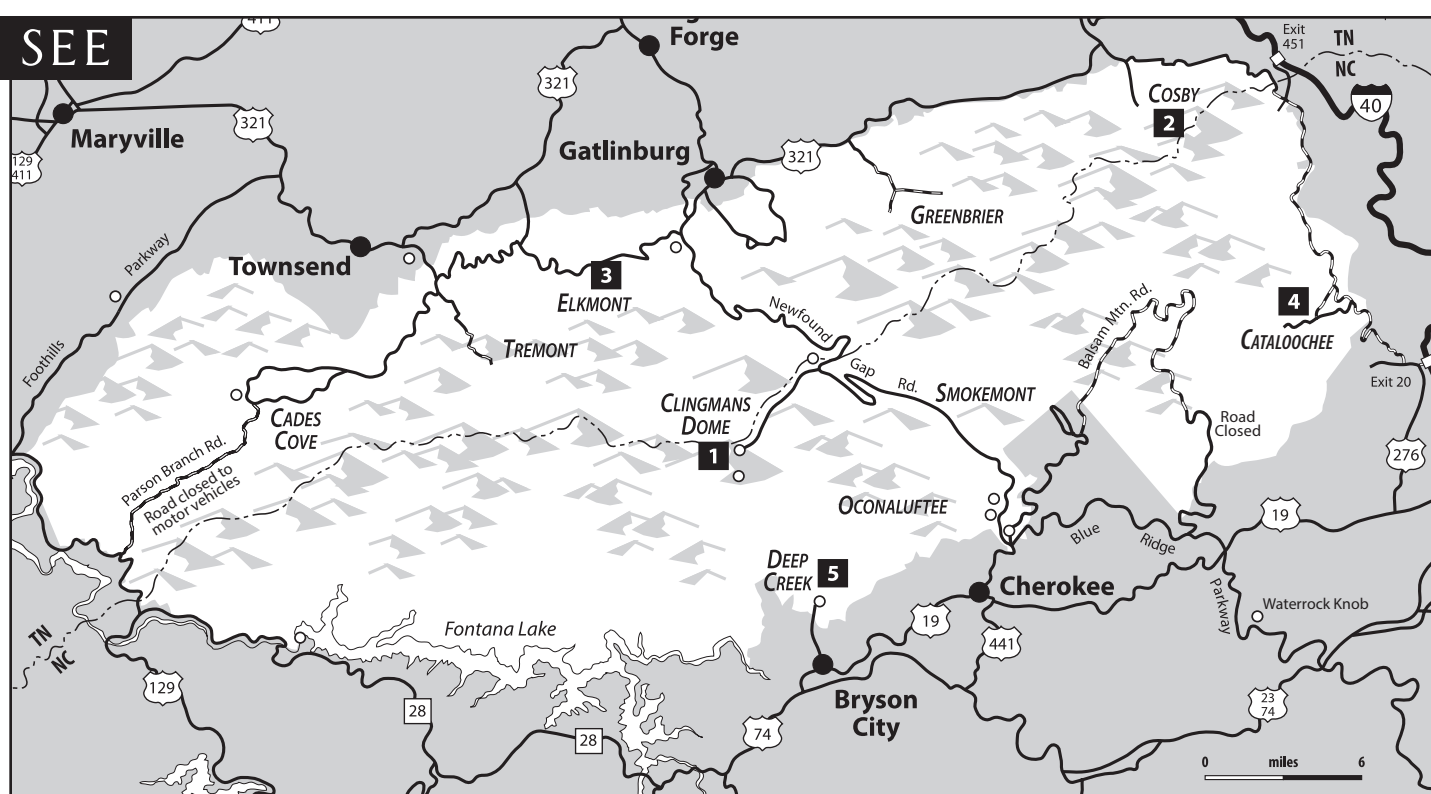 SEE
411
Forge
Exit
451
TN
NC
40
321
COSBY
2
Maryville
321
129
411
Gatlinburg
321
GREENBRIER
Parkway
Townsend
3
ELKMONT
4
CATALOOCHEE
Newfound
Gap
Rd.
Balsam Mtn. Rd.
TREMONT
Foothills
Exit 20
SMOKEMONT
CLINGMANS
DOME
1
CADES
COVE
Road
Closed
276
Parson Branch Rd.
Road closed to
motor vehicles
OCONALUFTEE
19
Blue
Ridge
Parkway
DEEP
CREEK
5
Cherokee
Waterrock Knob
19
441
TN
NC
Fontana Lake
129
28
28
74
Bryson
City
23
74
0 miles 6